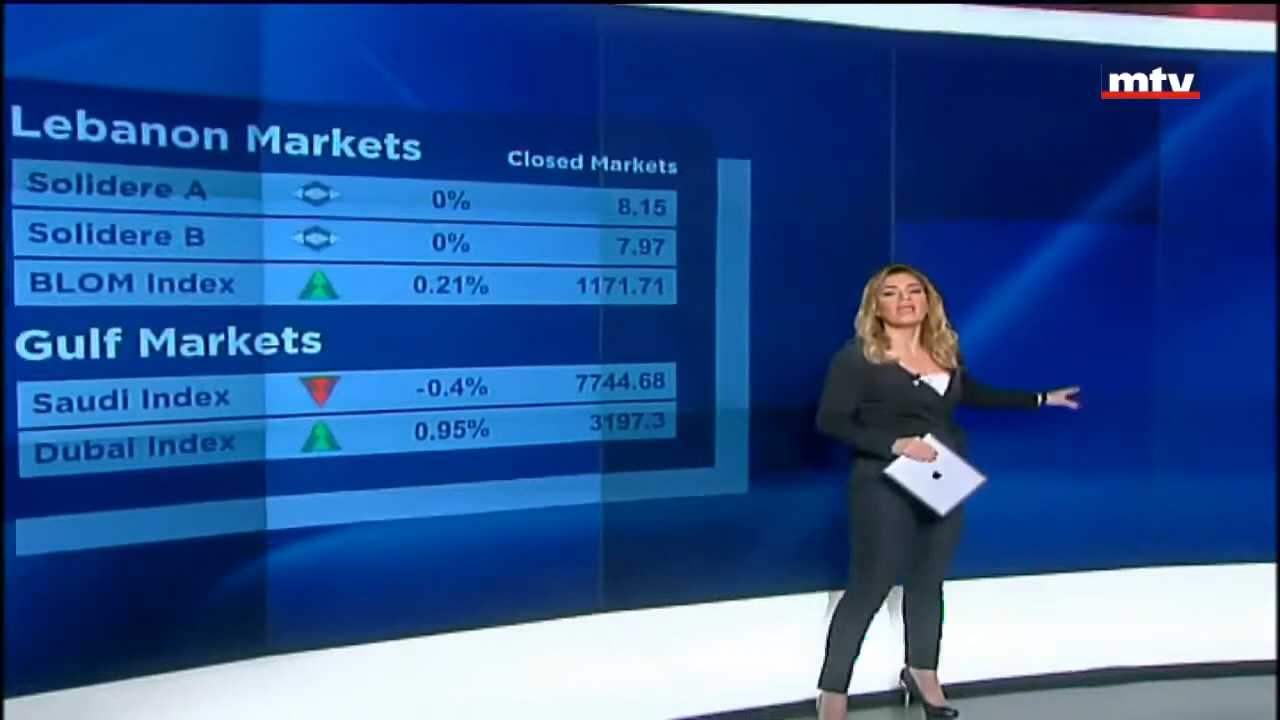 mtv
Lebanon Markets
Closed Markets
Solidere A 0% 8.15
Solidere B 0% 7.97
BLOM Index 0.21% 1171.71
Gulf Markets
Saudi Index -0.4% 7744.68
Dubai Index 0.95% 3197.3